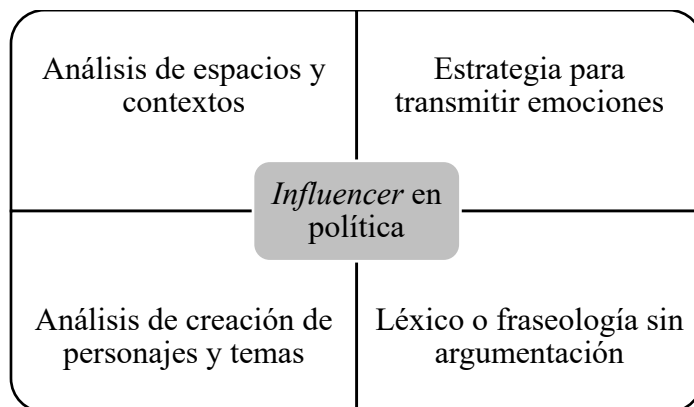 Análisis de espacios y
contextos
Estrategia para
transmitir emociones
Influencer en
política
Análisis de creación de
personajes y temas
Léxico o fraseología sin
argumentación